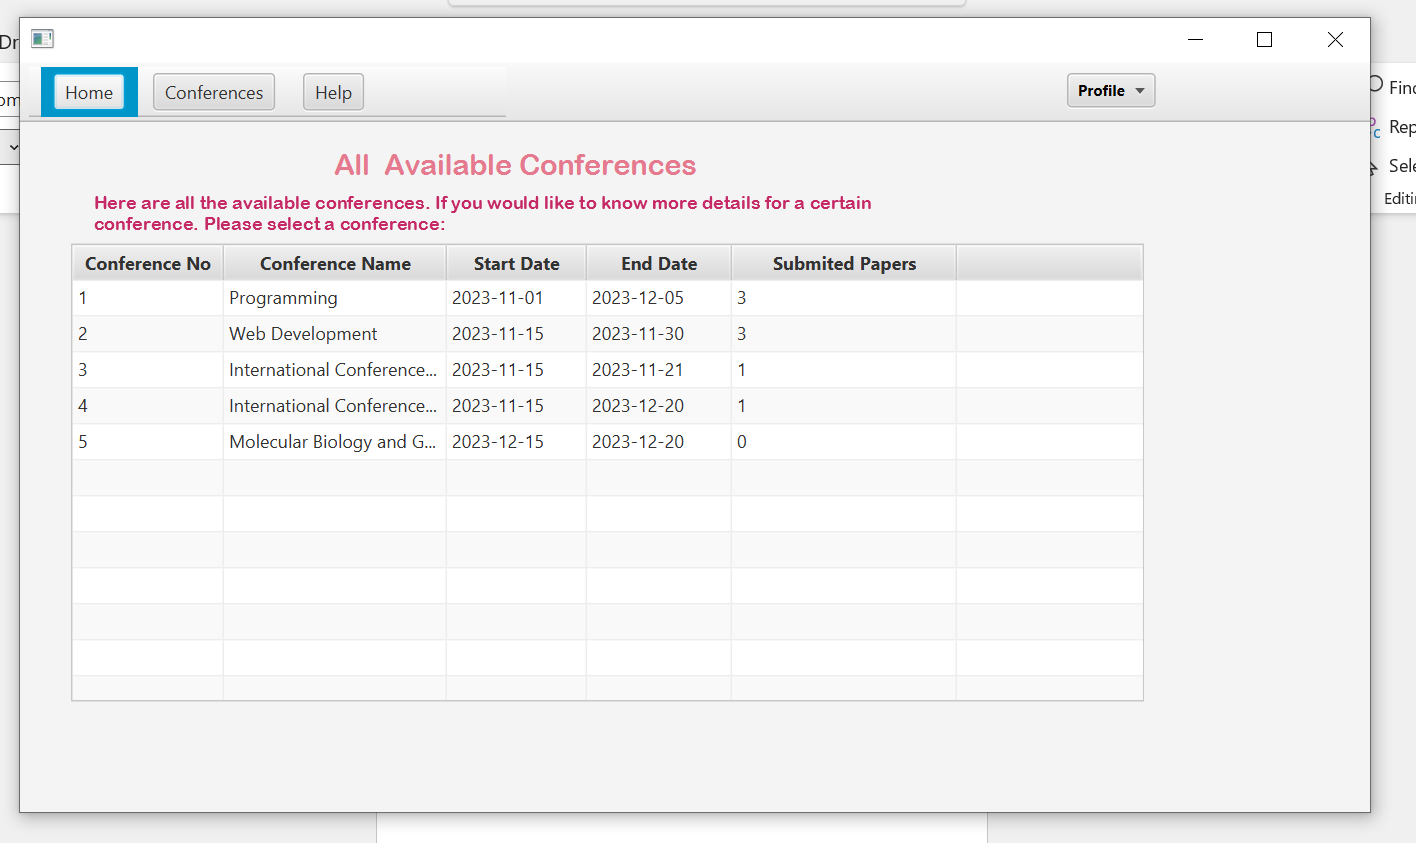 Home Conferences Help Profile
All Available Conferences
Here are all the available conferences. If you would like to know more details for a certain
conference. Please select a conference:
Conference No Conference Name Start Date End Date Submited Papers
1 Programming 2023-11-01 2023-12-05 3
2 Web Development 2023-11-15 2023-11-30 3
3 International Conference... 2023-11-15 2023-11-21 1
4 International Conference... 2023-11-15 2023-12-20 1
5 Molecular Biology and G... 2023-12-15 2023-12-20 0